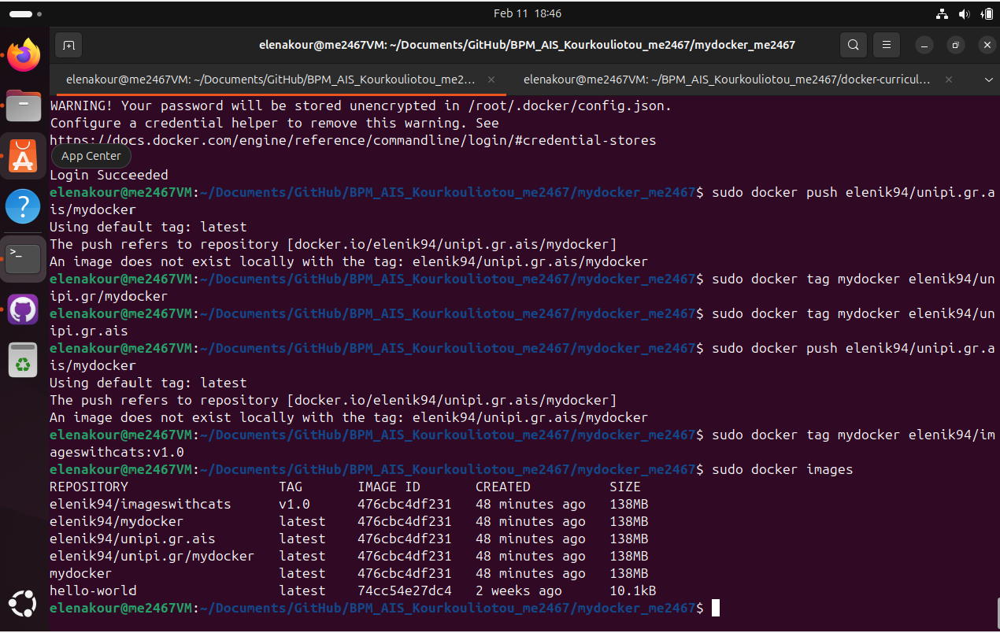 Feb 11 18:46
elenakour@me2467VM: ~/Documents/GitHub/BPM_AIS_Kourkouliotou_me2467/mydocker_me2467
elenakour@me2467VM: ~/Documents/GitHub/BPM_AIS_Kourkouliotou_me2... × elenakour@me2467VM: ~/BPM_AIS_Kourkouliotou_me2467/docker-curricul... ×
WARNING! Your password will be stored unencrypted in /root/.docker/config.json.
Configure a credential helper to remove this warning. See
https://docs.docker.com/engine/reference/commandline/login/#credential-stores
App Center
Login Succeeded
elenakour@me2467VM:~/Documents/GitHub/BPM_AIS_Kourkouliotou_me2467/mydocker_me2467$ sudo docker push elenik94/unipi.gr.a
is/mydocker
Using default tag: latest
The push refers to repository [docker.io/elenik94/unipi.gr.ais/mydocker]
An image does not exist locally with the tag: elenik94/unipi.gr.ais/mydocker
elenakour@me2467VM:~/Documents/GitHub/BPM_AIS_Kourkouliotou_me2467/mydocker_me2467$ sudo docker tag mydocker elenik94/un
ipi.gr/mydocker
elenakour@me2467VM:~/Documents/GitHub/BPM_AIS_Kourkouliotou_me2467/mydocker_me2467$ sudo docker tag mydocker elenik94/un
ipi.gr.ais
elenakour@me2467VM:~/Documents/GitHub/BPM_AIS_Kourkouliotou_me2467/mydocker_me2467$ sudo docker push elenik94/unipi.gr.a
is/mydocker
Using default tag: latest
The push refers to repository [docker.io/elenik94/unipi.gr.ais/mydocker]
An image does not exist locally with the tag: elenik94/unipi.gr.ais/mydocker
elenakour@me2467VM:~/Documents/GitHub/BPM_AIS_Kourkouliotou_me2467/mydocker_me2467$ sudo docker tag mydocker elenik94/im
ageswithcats:v1.0
elenakour@me2467VM:~/Documents/GitHub/BPM_AIS_Kourkouliotou_me2467/mydocker_me2467$ sudo docker images
REPOSITORY TAG IMAGE ID CREATED SIZE
elenik94/imageswithcats v1.0 476cbc4df231 48 minutes ago 138MB
elenik94/mydocker latest 476cbc4df231 48 minutes ago 138MB
elenik94/unipi.gr.ais latest 476cbc4df231 48 minutes ago 138MB
elenik94/unipi.gr/mydocker latest 476cbc4df231 48 minutes ago 138MB
mydocker latest 476cbc4df231 48 minutes ago 138MB
hello-world latest 74cc54e27dc4 2 weeks ago 10.1kB
elenakour@me2467VM:~/Documents/GitHub/BPM_AIS_Kourkouliotou_me2467/mydocker_me2467$